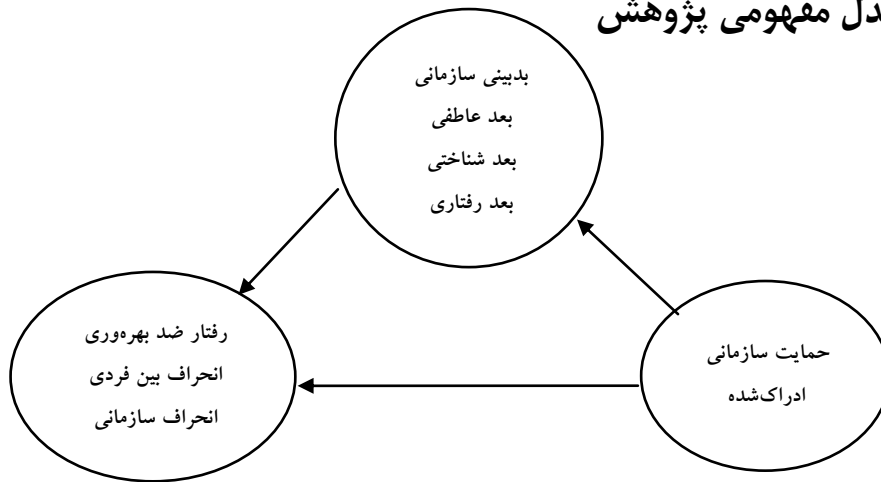 مفهومی پژوهش
بدبینی سازمانی
بعد عاطفی
بعد شناختی
بعد رفتاری
رفتار ضد بهره‌وری
انحراف بین فردی
انحراف سازمانی
حمایت سازمانی
ادراک‌شده